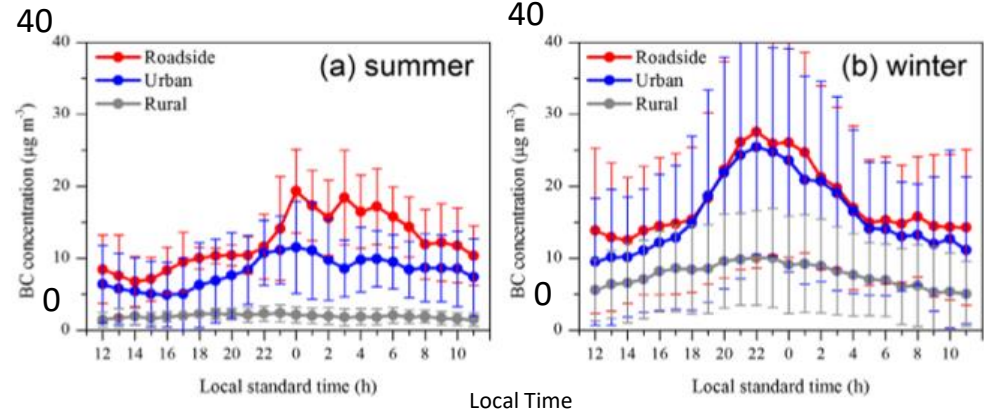 40
40
40
30
20
10
0
0
BC concentration (μg m⁻³)
Roadside
Urban
Rural
(a) summer
12 14 16 18 20 22 0 2 4 6 8 10
Local standard time (h)
40
30
20
10
0
0
BC concentration (μg m⁻³)
Roadside
Urban
Rural
(b) winter
12 14 16 18 20 22 0 2 4 6 8 10
Local standard time (h)
Local Time